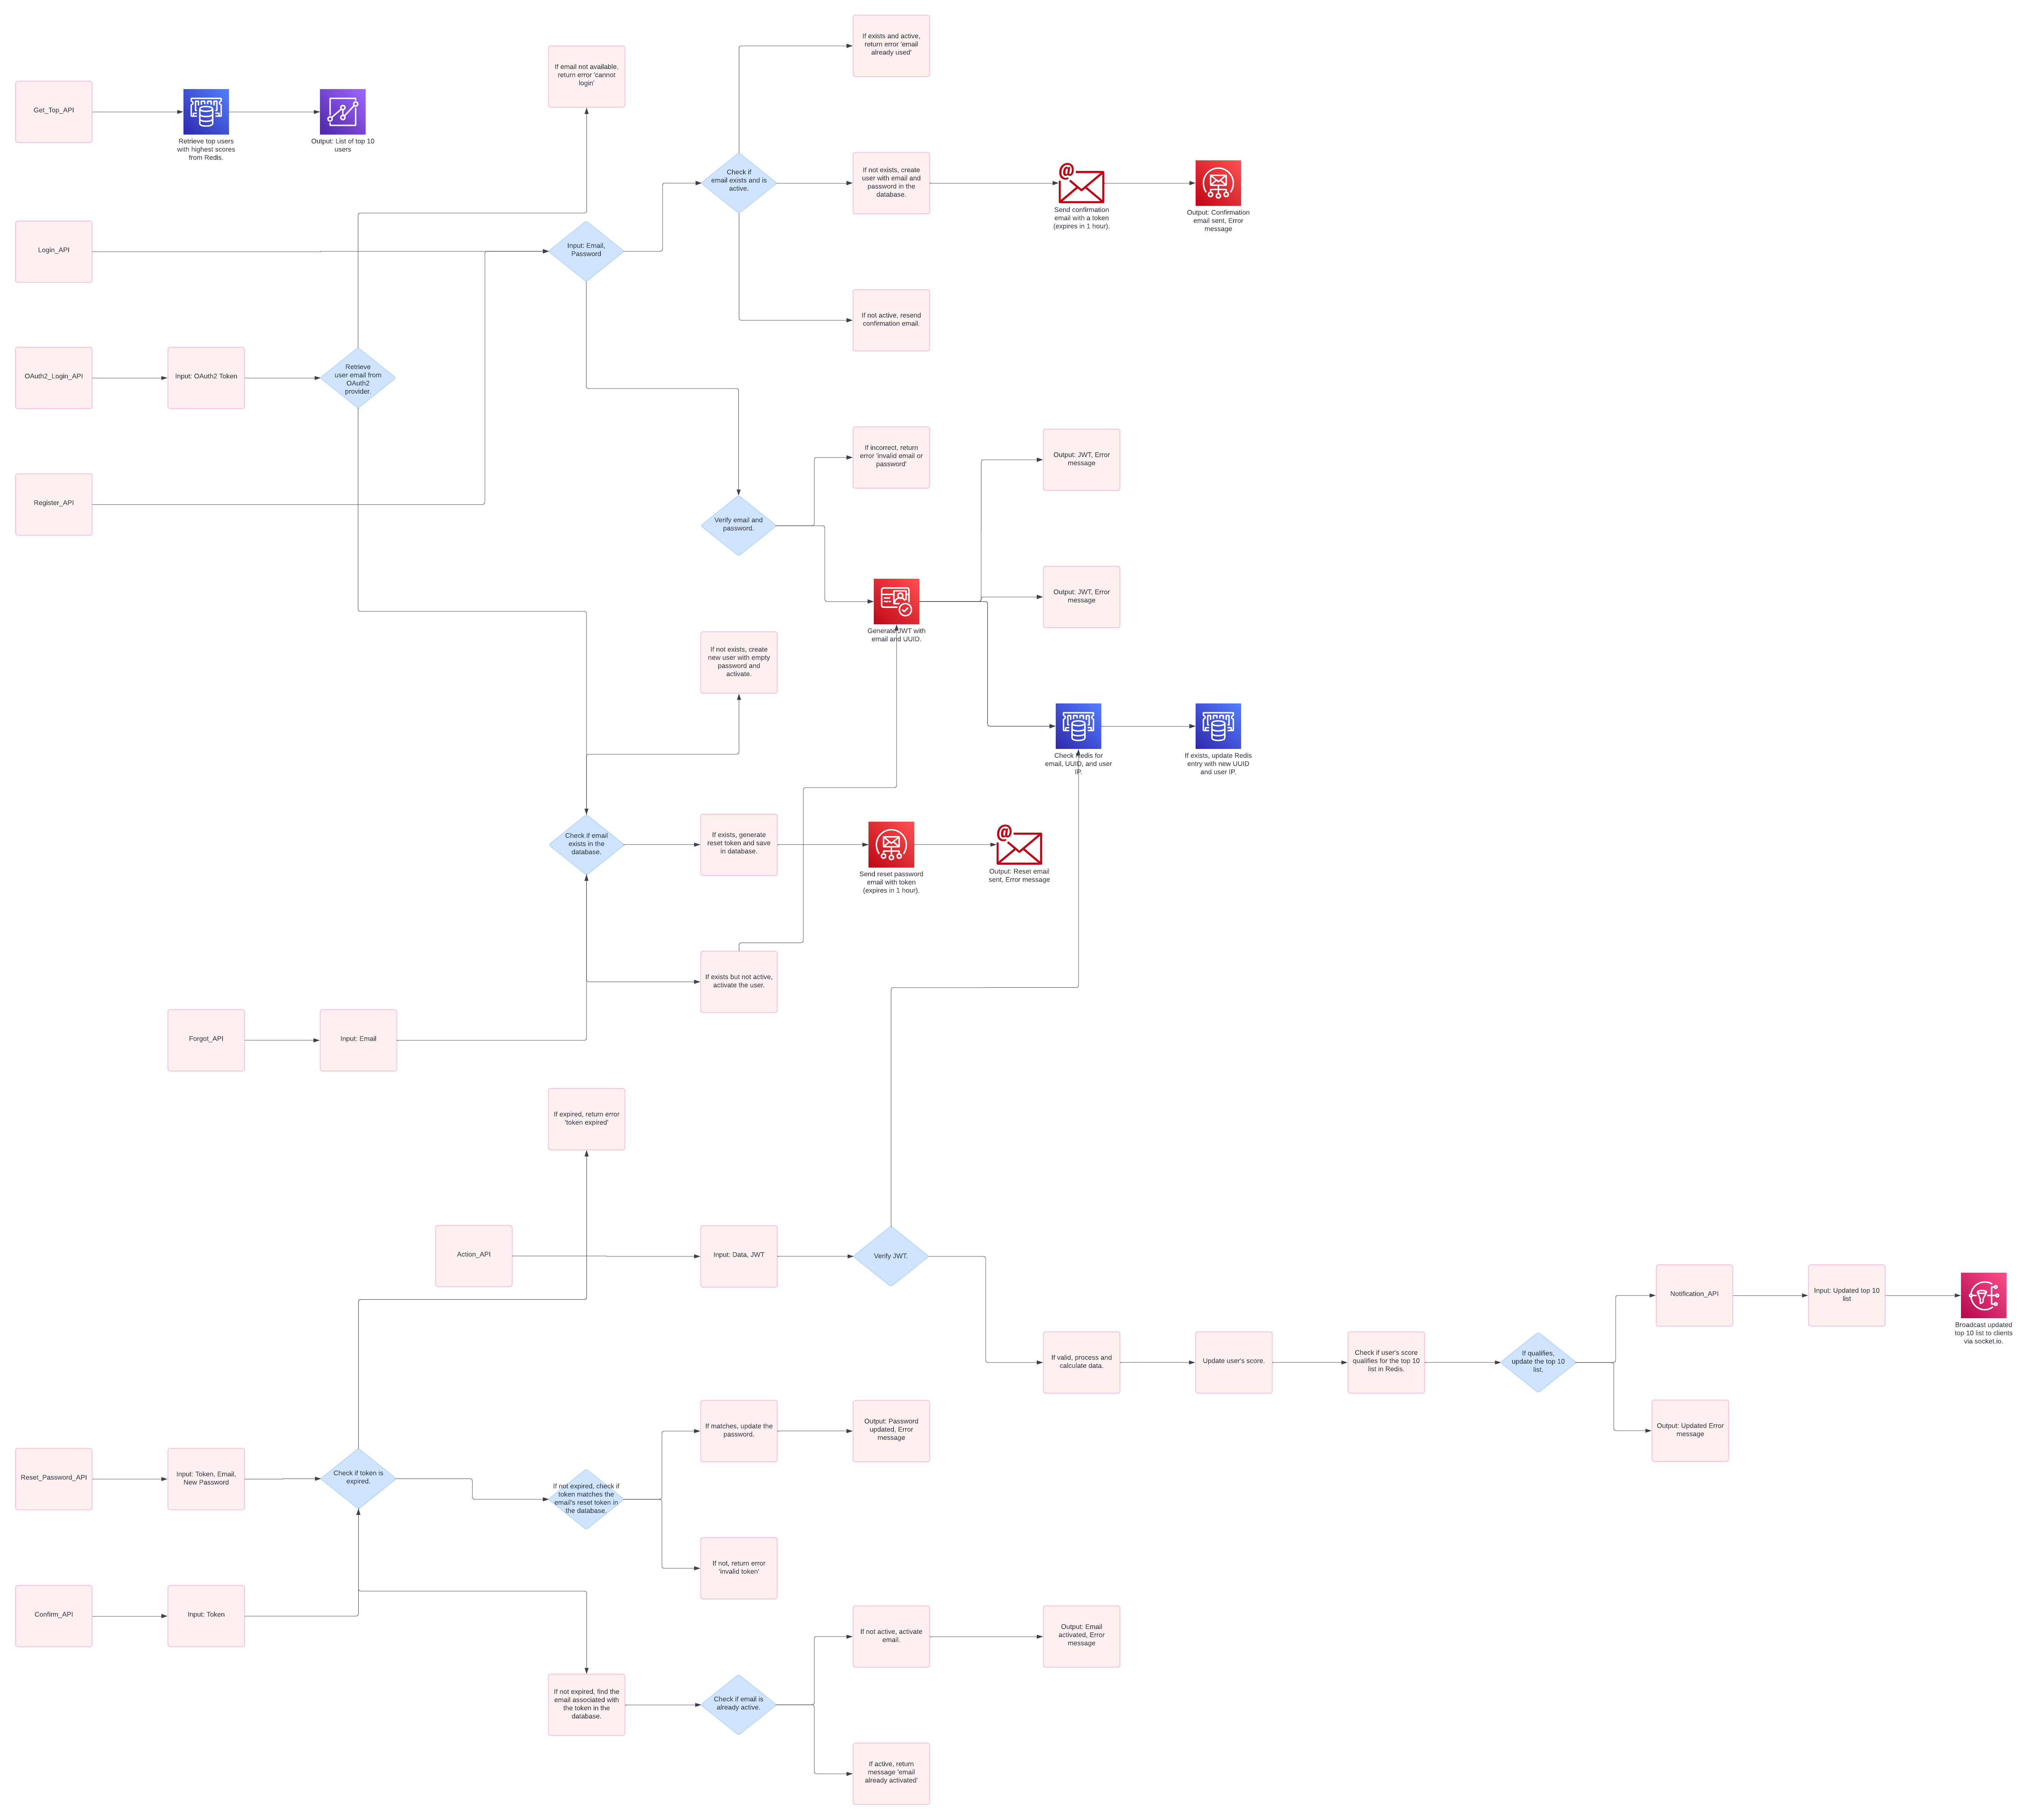 If exists and active,
return error 'email
already used'
If email not available,
return error 'cannot
login'
Get_Top_API
Retrieve top users
with highest scores
from Redis.
Output: List of top 10
users
Check if
email exists and is
active.
If not exists, create
user with email and
password in the
database.
Send confirmation
email with a token
(expires in 1 hour).
Output: Confirmation
email sent, Error
message
Login_API
Input: Email,
Password
If not active, resend
confirmation email.
OAuth2_Login_API
Input: OAuth2 Token
Retrieve
user email from
OAuth2
provider.
If incorrect, return
error 'invalid email or
password'
Output: JWT, Error
message
Register_API
Verify email and
password.
Generate JWT with
email and UUID.
Output: JWT, Error
message
If not exists, create
new user with empty
password and
activate.
Check Redis for
email, UUID, and user
IP.
If exists, update Redis
entry with new UUID
and user IP.
Check if email
exists in the
database.
If exists, generate
reset token and save
in database.
Send reset password
email with token
(expires in 1 hour).
Output: Reset email
sent, Error message
If exists but not active,
activate the user.
Forgot_API
Input: Email
If expired, return error
'token expired'
Action_API
Input: Data, JWT
Verify JWT.
Notification_API
Input: Updated top 10
list
Broadcast updated
top 10 list to clients
via socket.io.
If valid, process and
calculate data.
Update user's score.
Check if user's score
qualifies for the top 10
list in Redis.
If qualifies,
update the top 10
list.
Output: Updated Error
message
If matches, update the
password.
Output: Password
updated, Error
message
Reset_Password_API
Input: Token, Email,
New Password
Check if token is
expired.
If not expired, check if
token matches the
email's reset token in
the database.
If not, return error
'invalid token'
Confirm_API
Input: Token
If not active, activate
email.
Output: Email
activated, Error
message
If not expired, find the
email associated with
the token in the
database.
Check if email is
already active.
If active, return
message 'email
already activated'